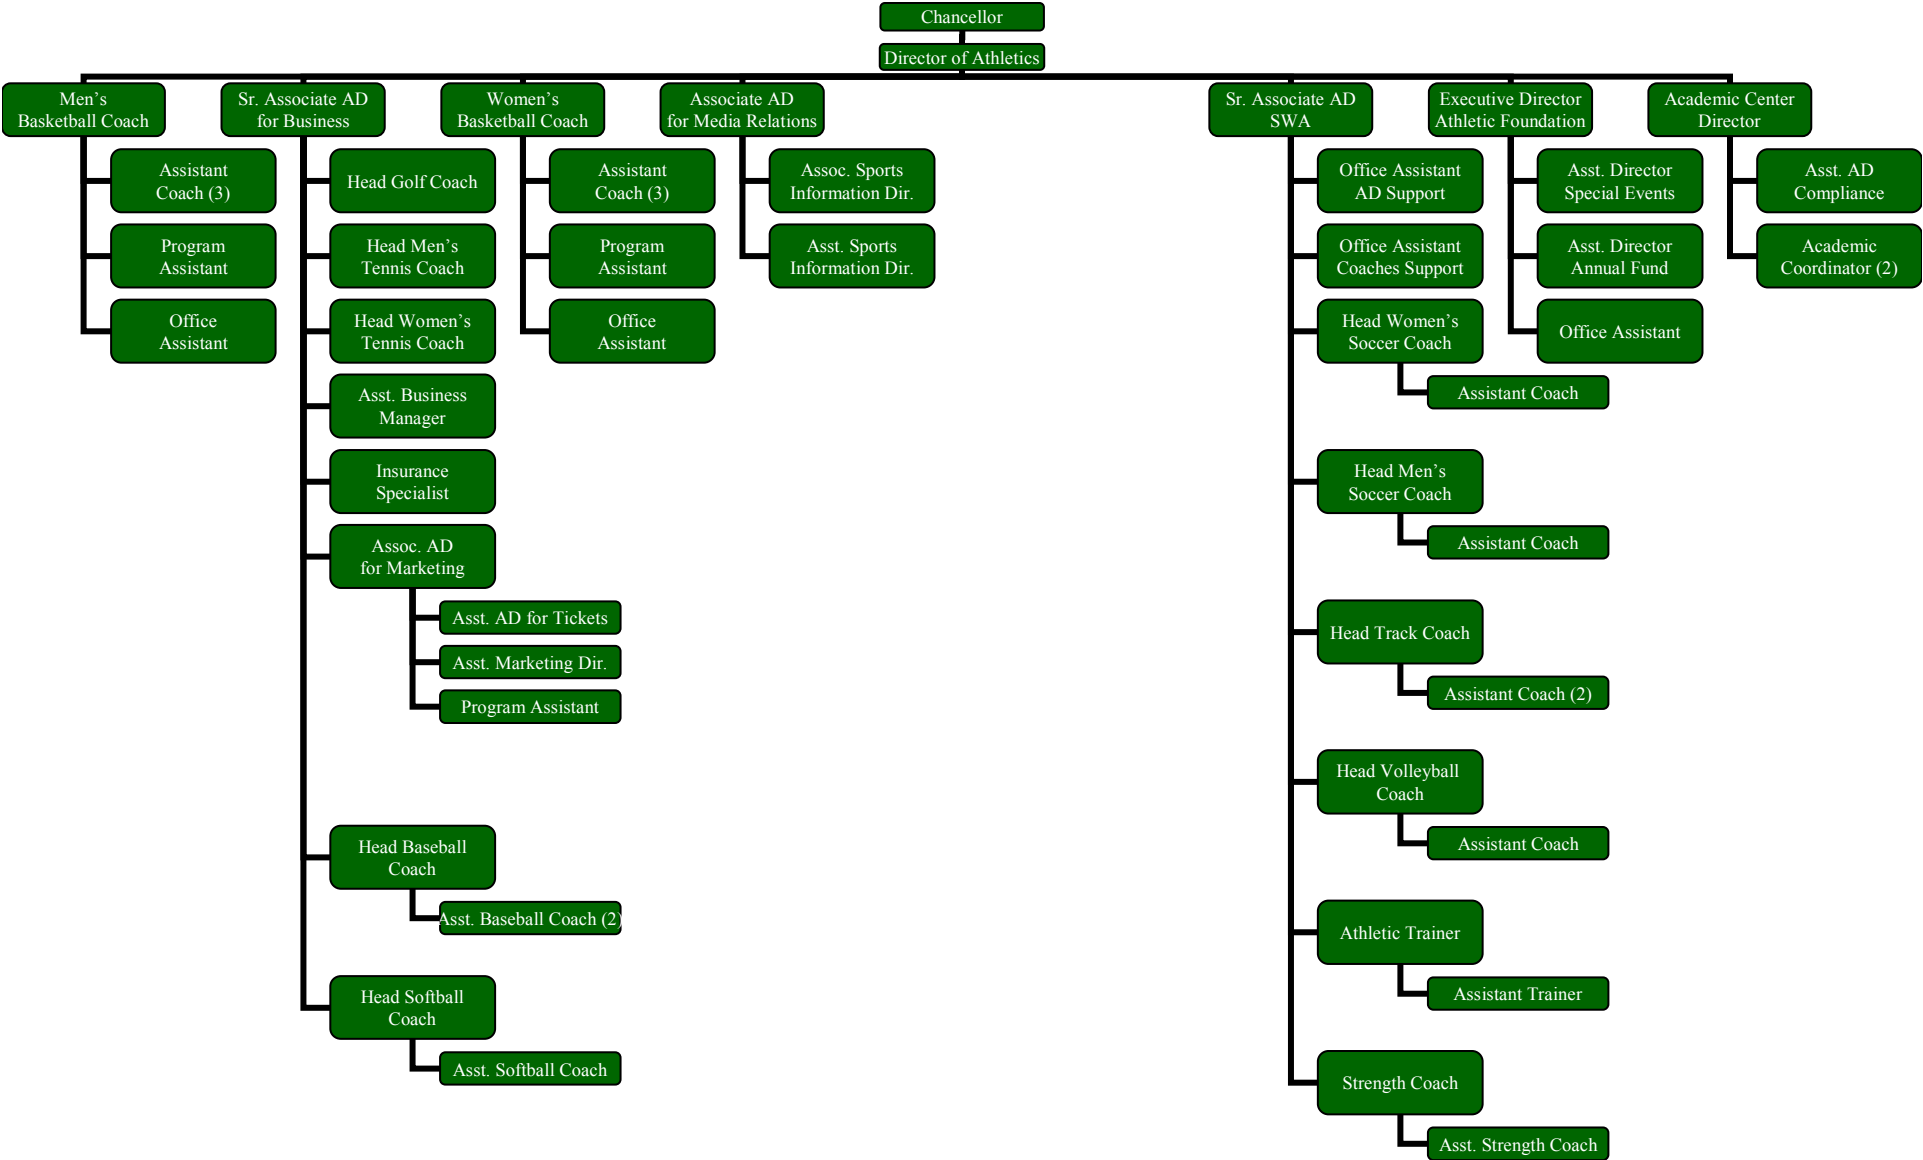 Chancellor
Director of Athletics
Men’s
Basketball Coach
Assistant
Coach (3)
Program
Assistant
Office
Assistant
Sr. Associate AD
for Business
Head Golf Coach
Head Men’s
Tennis Coach
Head Women’s
Tennis Coach
Asst. Business
Manager
Insurance
Specialist
Assoc. AD
for Marketing
Asst. AD for Tickets
Asst. Marketing Dir.
Program Assistant
Head Baseball
Coach
Asst. Baseball Coach (2)
Head Softball
Coach
Asst. Softball Coach
Women’s
Basketball Coach
Assistant
Coach (3)
Program
Assistant
Office
Assistant
Associate AD
for Media Relations
Assoc. Sports
Information Dir.
Asst. Sports
Information Dir.
Sr. Associate AD
SWA
Office Assistant
AD Support
Office Assistant
Coaches Support
Head Women’s
Soccer Coach
Assistant Coach
Head Men’s
Soccer Coach
Assistant Coach
Head Track Coach
Assistant Coach (2)
Head Volleyball
Coach
Assistant Coach
Athletic Trainer
Assistant Trainer
Strength Coach
Asst. Strength Coach
Executive Director
Athletic Foundation
Asst. Director
Special Events
Asst. Director
Annual Fund
Office Assistant
Academic Center
Director
Asst. AD
Compliance
Academic
Coordinator (2)